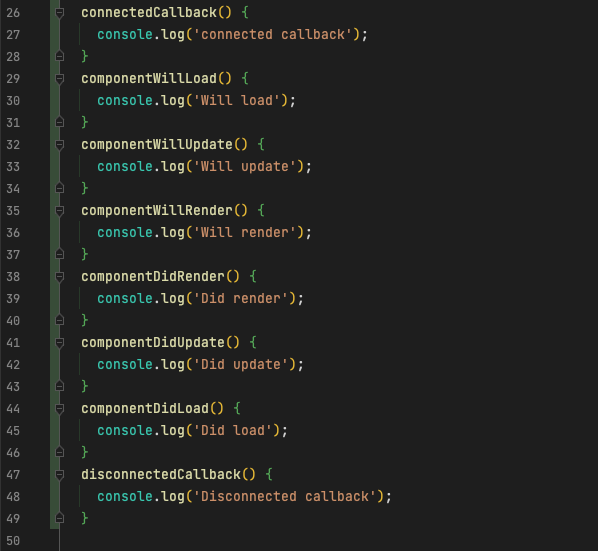 26 connectedCallback() {
27 console.log('connected callback');
28 }
29 componentWillLoad() {
30 console.log('Will load');
31 }
32 componentWillUpdate() {
33 console.log('Will update');
34 }
35 componentWillRender() {
36 console.log('Will render');
37 }
38 componentDidRender() {
39 console.log('Did render');
40 }
41 componentDidUpdate() {
42 console.log('Did update');
43 }
44 componentDidLoad() {
45 console.log('Did load');
46 }
47 disconnectedCallback() {
48 console.log('Disconnected callback');
49 }
50